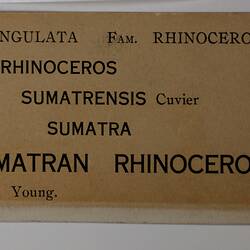 NGULATA FAM. RHINOCERO
RHINOCEROS
SUMATRENSIS Cuvier
SUMATRA
MATRAN RHINOCERO
Young.